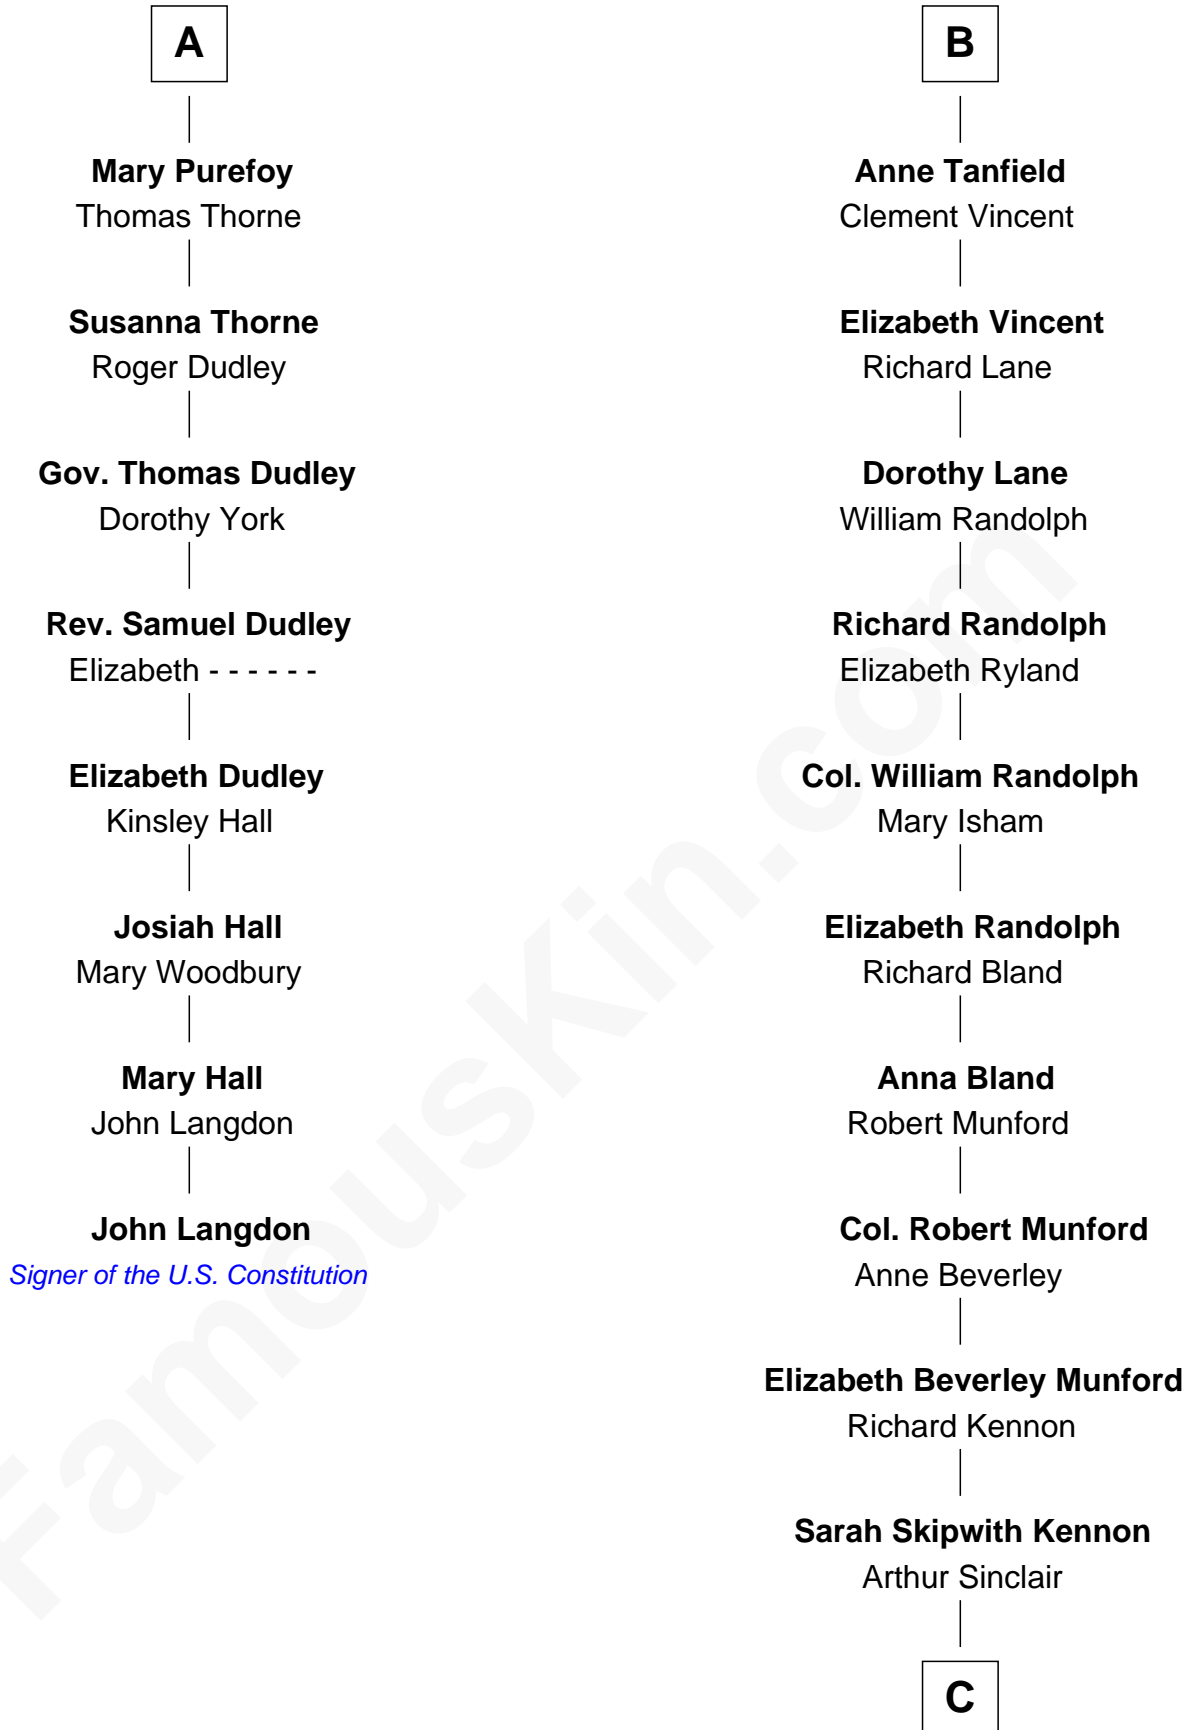 A
Mary Purefoy
Thomas Thorne
Susanna Thorne
Roger Dudley
Gov. Thomas Dudley
Dorothy York
Rev. Samuel Dudley
Elizabeth - - - - - -
Elizabeth Dudley
Kinsley Hall
Josiah Hall
Mary Woodbury
Mary Hall
John Langdon
John Langdon
Signer of the U.S. Constitution
B
Anne Tanfield
Clement Vincent
Elizabeth Vincent
Richard Lane
Dorothy Lane
William Randolph
Richard Randolph
Elizabeth Ryland
Col. William Randolph
Mary Isham
Elizabeth Randolph
Richard Bland
Anna Bland
Robert Munford
Col. Robert Munford
Anne Beverley
Elizabeth Beverley Munford
Richard Kennon
Sarah Skipwith Kennon
Arthur Sinclair
C
FamousKin.com